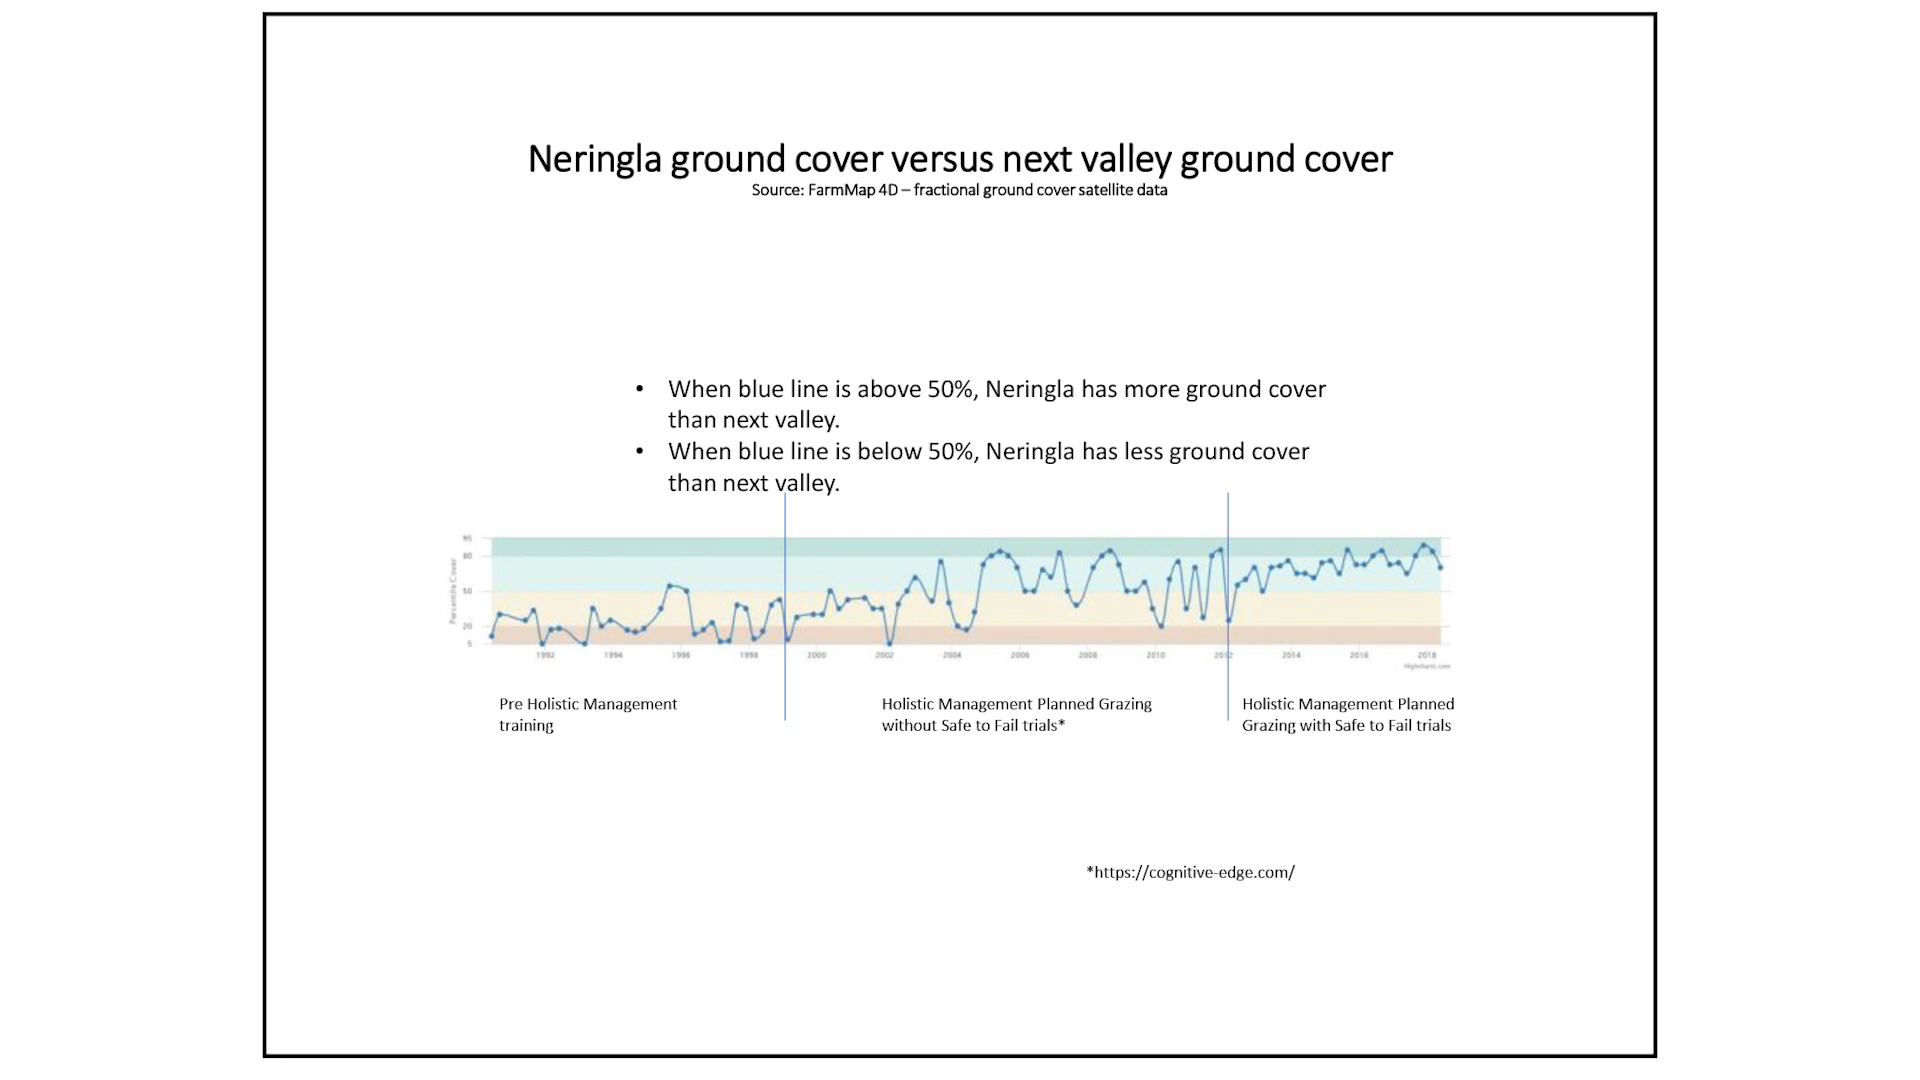 Neringla ground cover versus next valley ground cover
Source: FarmMap 4D – fractional ground cover satellite data
• When blue line is above 50%, Neringla has more ground cover
than next valley.
• When blue line is below 50%, Neringla has less ground cover
than next valley.
Percentile Cover
95
80
50
20
5
1992 1994 1996 1998 2000 2002 2004 2006 2008 2010 2012 2014 2016 2018
Highcharts.com
Pre Holistic Management
training
Holistic Management Planned Grazing
without Safe to Fail trials*
Holistic Management Planned
Grazing with Safe to Fail trials
*https://cognitive-edge.com/